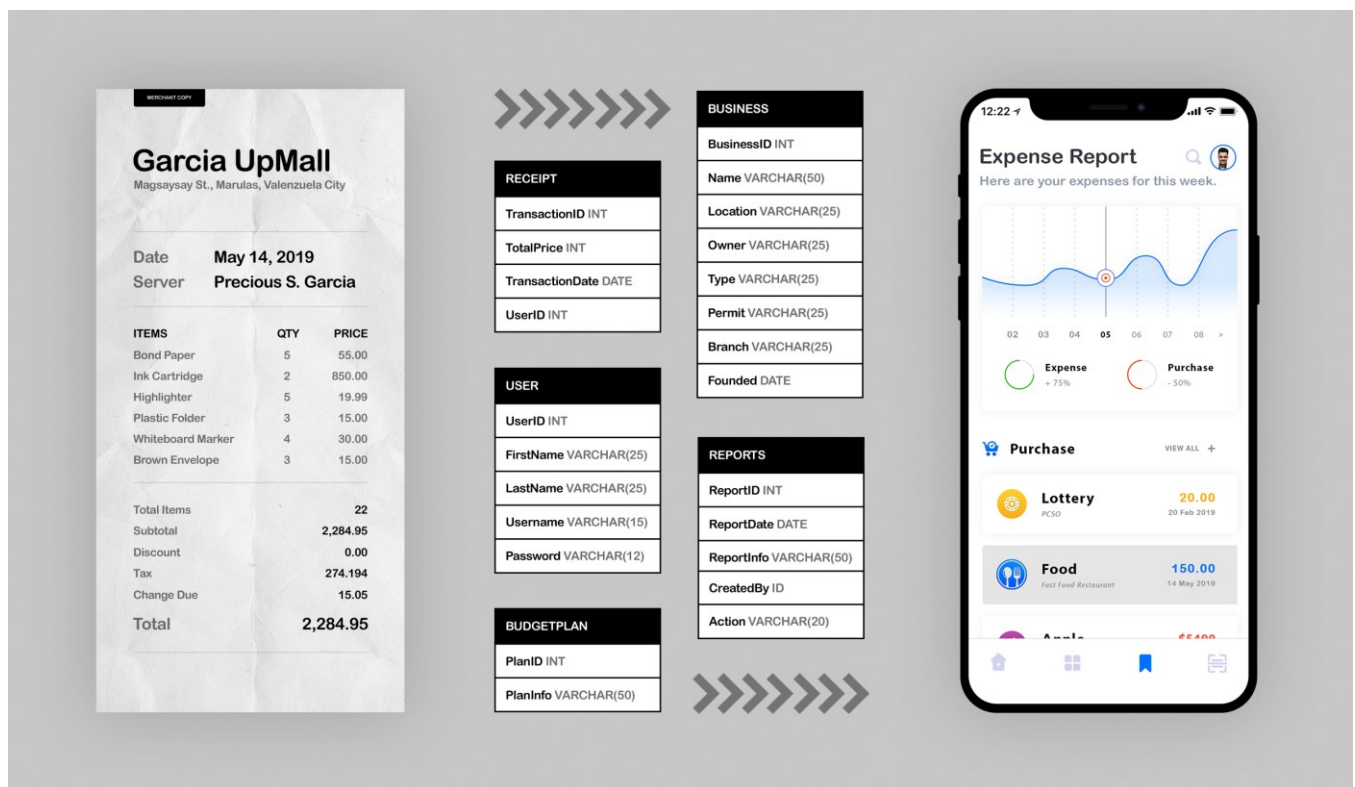 MERCHANT COPY
Garcia UpMall
Magsaysay St., Marulas, Valenzuela City
Date May 14, 2019
Server Precious S. Garcia
ITEMS QTY PRICE
Bond Paper 5 55.00
Ink Cartridge 2 850.00
Highlighter 5 19.99
Plastic Folder 3 15.00
Whiteboard Marker 4 30.00
Brown Envelope 3 15.00
Total Items 22
Subtotal 2,284.95
Discount 0.00
Tax 274.194
Change Due 15.05
Total 2,284.95
RECEIPT
TransactionID INT
TotalPrice INT
TransactionDate DATE
UserID INT
USER
UserID INT
FirstName VARCHAR(25)
LastName VARCHAR(25)
Username VARCHAR(15)
Password VARCHAR(12)
BUDGETPLAN
PlanID INT
PlanInfo VARCHAR(50)
BUSINESS
BusinessID INT
Name VARCHAR(50)
Location VARCHAR(25)
Owner VARCHAR(25)
Type VARCHAR(25)
Permit VARCHAR(25)
Branch VARCHAR(25)
Founded DATE
REPORTS
ReportID INT
ReportDate DATE
ReportInfo VARCHAR(50)
CreatedBy ID
Action VARCHAR(20)
12:22
Expense Report
Here are your expenses for this week.
02 03 04 05 06 07 08 >
Expense Purchase
+ 75% - 50%
Purchase VIEW ALL +
Lottery 20.00
PCSO 20 Feb 2019
Food 150.00
Fast Food Restaurant 14 May 2019
Apple $5499